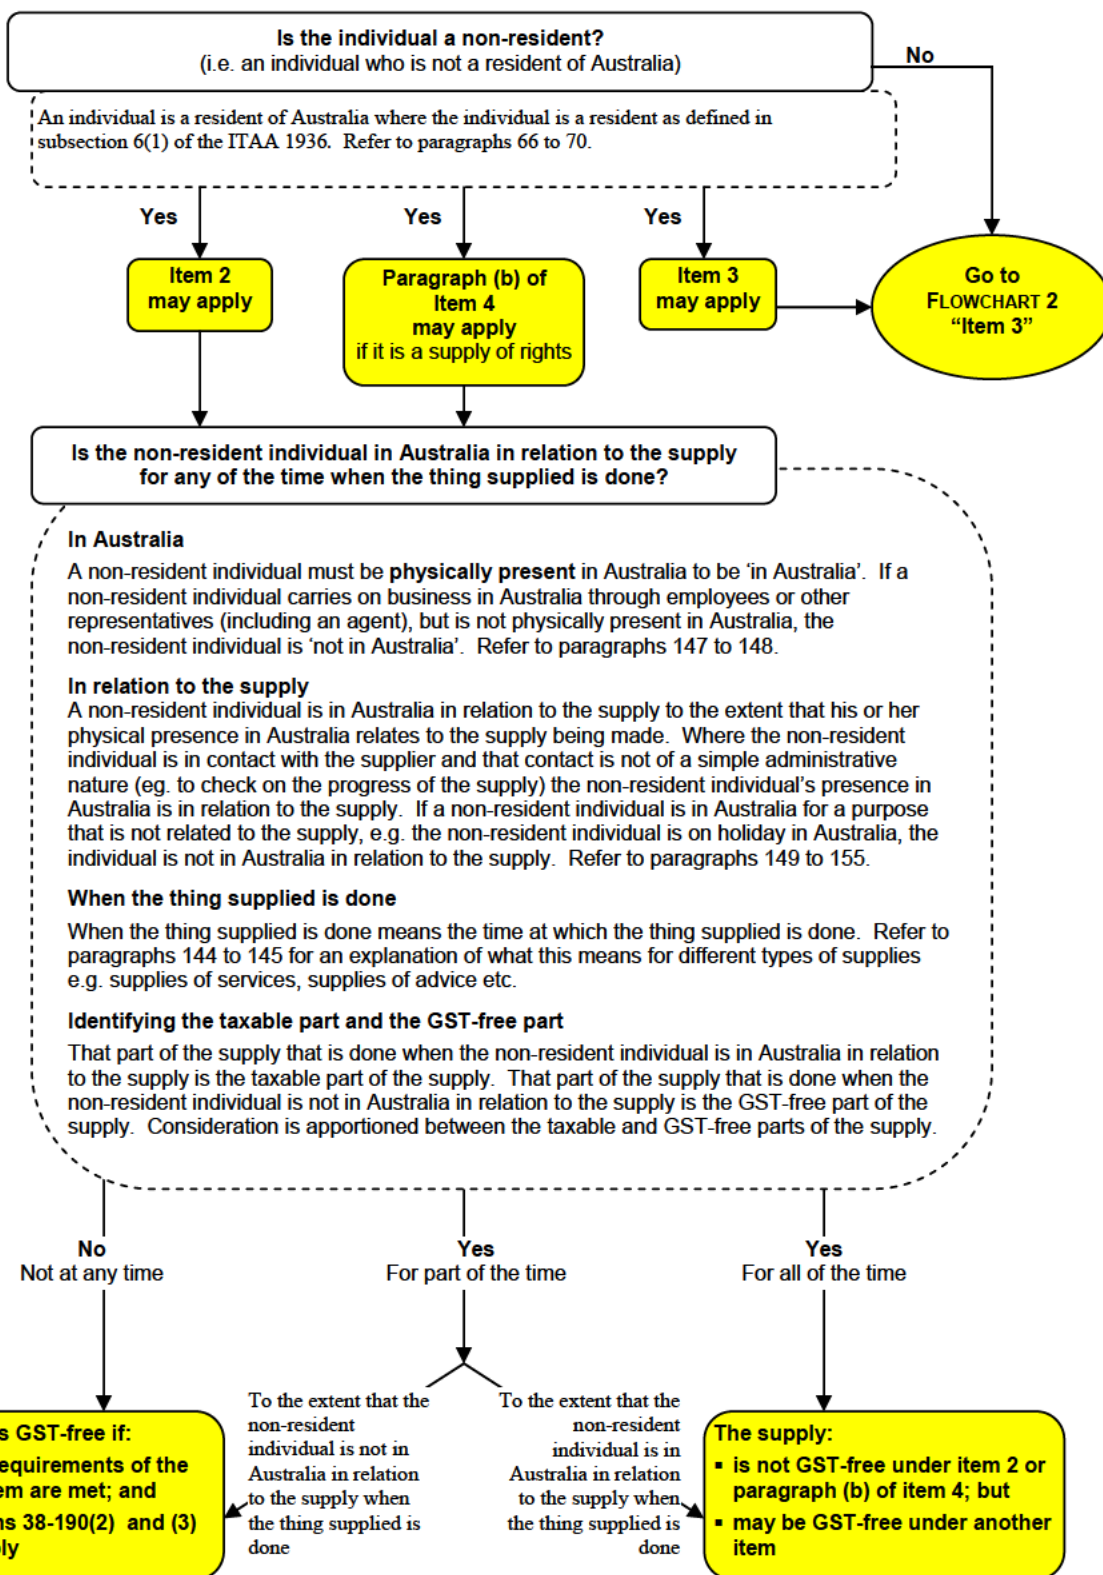 Is the individual a non-resident?
(i.e. an individual who is not a resident of Australia)
No
An individual is a resident of Australia where the individual is a resident as defined in
subsection 6(1) of the ITAA 1936.  Refer to paragraphs 66 to 70.
Yes
Yes
Yes
Item 2
may apply
Paragraph (b) of
Item 4
may apply
if it is a supply of rights
Item 3
may apply
Go to
FLOWCHART 2
“Item 3”
Is the non-resident individual in Australia in relation to the supply
for any of the time when the thing supplied is done?
In Australia
A non-resident individual must be physically present in Australia to be ‘in Australia’.  If a
non-resident individual carries on business in Australia through employees or other
representatives (including an agent), but is not physically present in Australia, the
non-resident individual is ‘not in Australia’.  Refer to paragraphs 147 to 148.
In relation to the supply
A non-resident individual is in Australia in relation to the supply to the extent that his or her
physical presence in Australia relates to the supply being made.  Where the non-resident
individual is in contact with the supplier and that contact is not of a simple administrative
nature (eg. to check on the progress of the supply) the non-resident individual’s presence in
Australia is in relation to the supply.  If a non-resident individual is in Australia for a purpose
that is not related to the supply, e.g. the non-resident individual is on holiday in Australia, the
individual is not in Australia in relation to the supply.  Refer to paragraphs 149 to 155.
When the thing supplied is done
When the thing supplied is done means the time at which the thing supplied is done.  Refer to
paragraphs 144 to 145 for an explanation of what this means for different types of supplies
e.g. supplies of services, supplies of advice etc.
Identifying the taxable part and the GST-free part
That part of the supply that is done when the non-resident individual is in Australia in relation
to the supply is the taxable part of the supply.  That part of the supply that is done when the
non-resident individual is not in Australia in relation to the supply is the GST-free part of the
supply.  Consideration is apportioned between the taxable and GST-free parts of the supply.
No
Not at any time
Yes
For part of the time
Yes
For all of the time
s GST-free if:
equirements of the
em are met; and
ns 38-190(2)  and (3)
ply
To the extent that the
non-resident
individual is not in
Australia in relation
to the supply when
the thing supplied is
done
To the extent that the
non-resident
individual is in
Australia in relation
to the supply when
the thing supplied is
done
The supply:
▪ is not GST-free under item 2 or
paragraph (b) of item 4; but
▪ may be GST-free under another
item